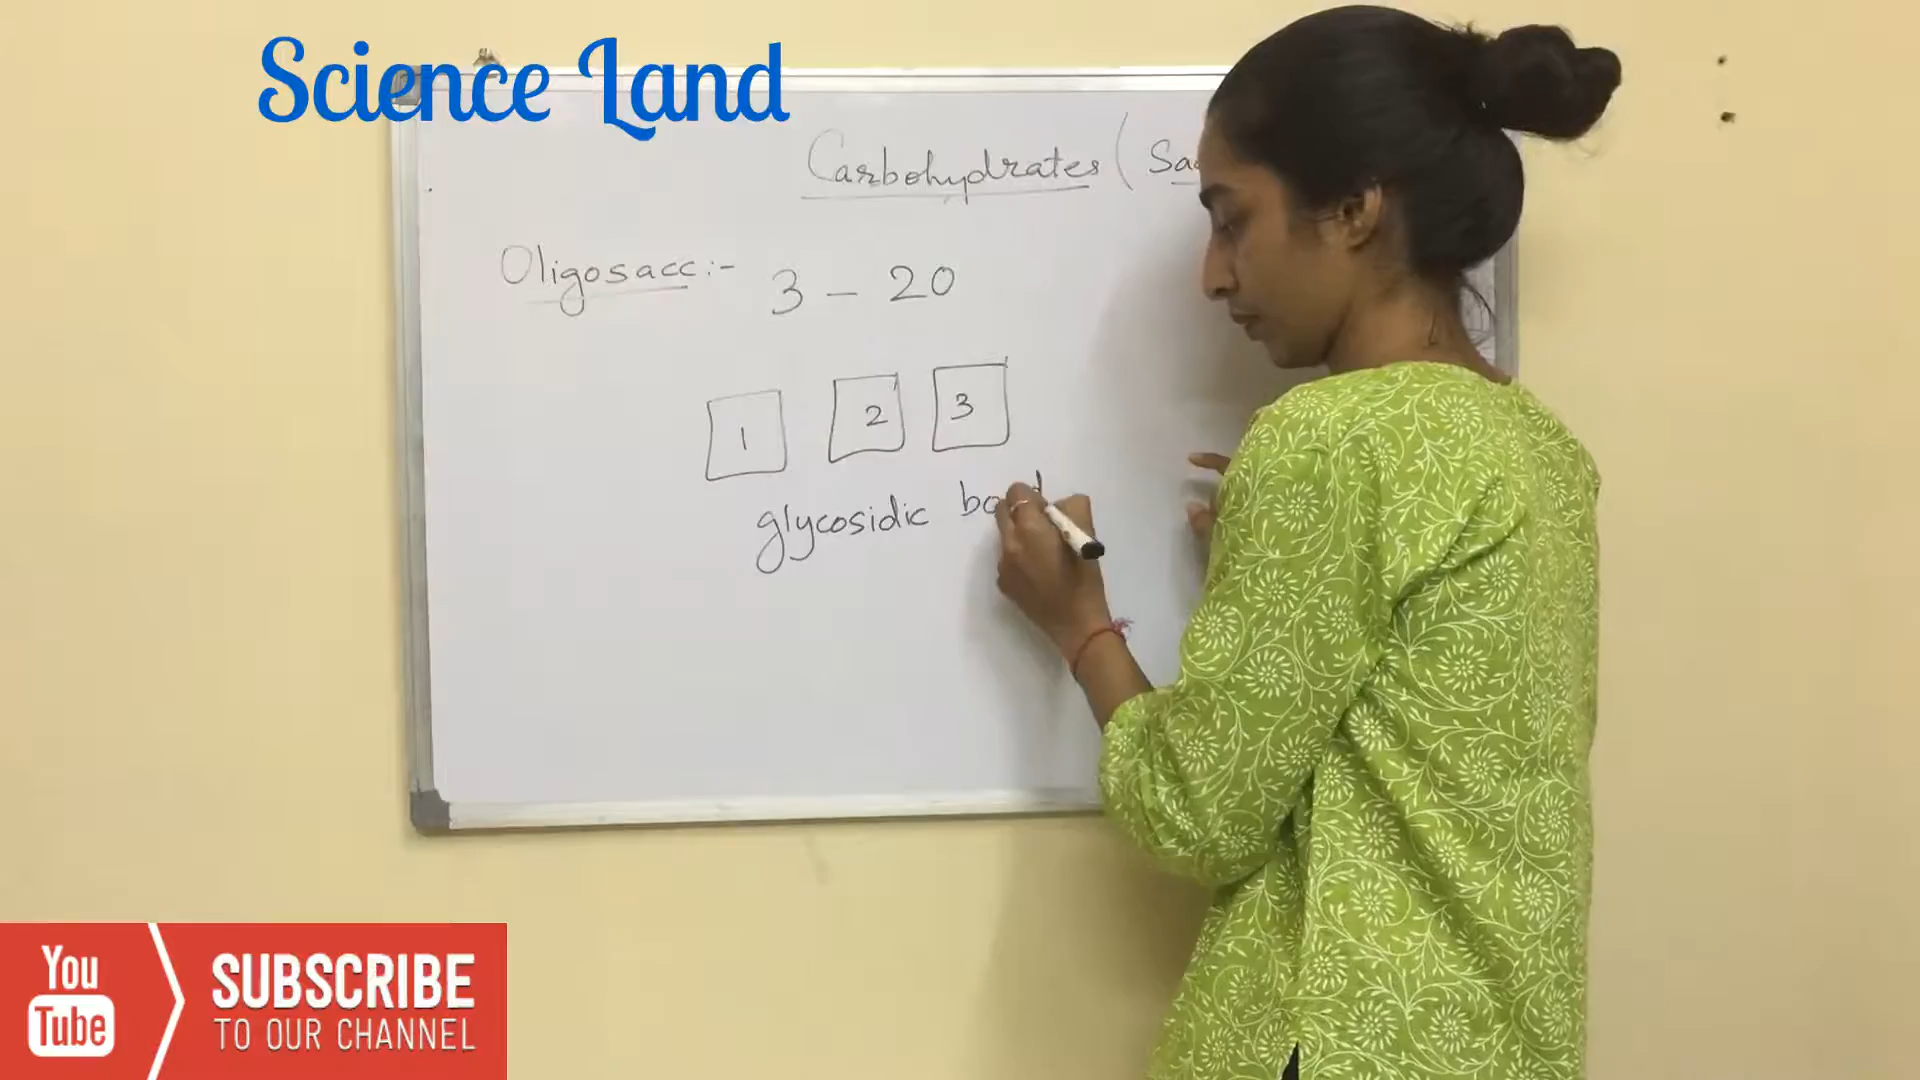 Science Land
Carbohydrates (
Oligosacc:- 3 - 20
1 2 3
glycosidic
You Tube
SUBSCRIBE
TO OUR CHANNEL